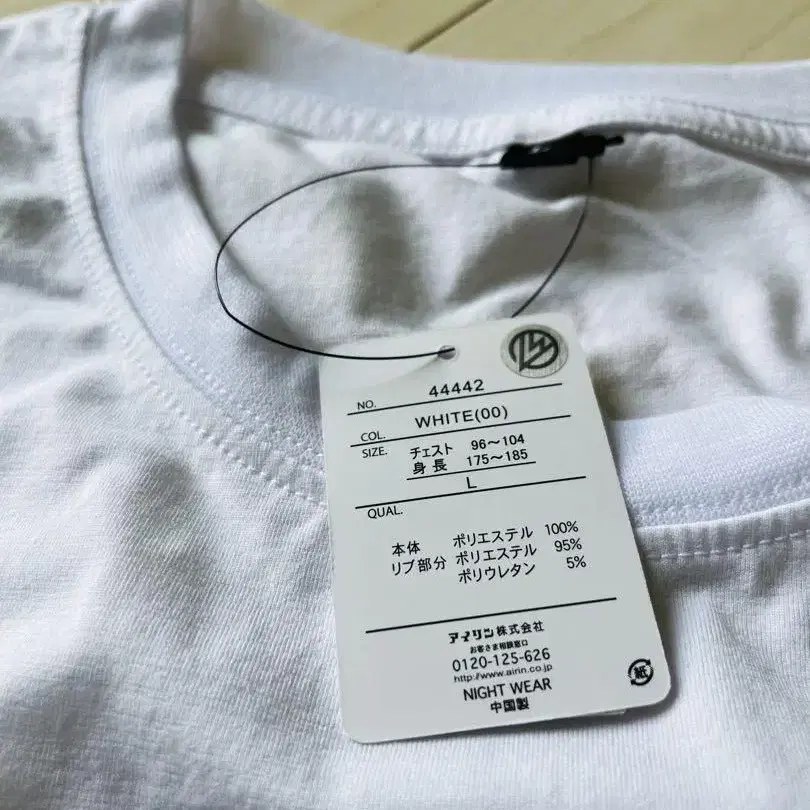 NO. 44442
COL. WHITE(00)
SIZE. チェスト 96〜104
身長 175〜185
L
QUAL.
本体 ポリエステル 100%
リブ部分 ポリエステル 95%
ポリウレタン 5%
アイリン株式会社
お客さま相談窓口
0120-125-626
http://www.airin.co.jp
NIGHT WEAR
中国製
紙